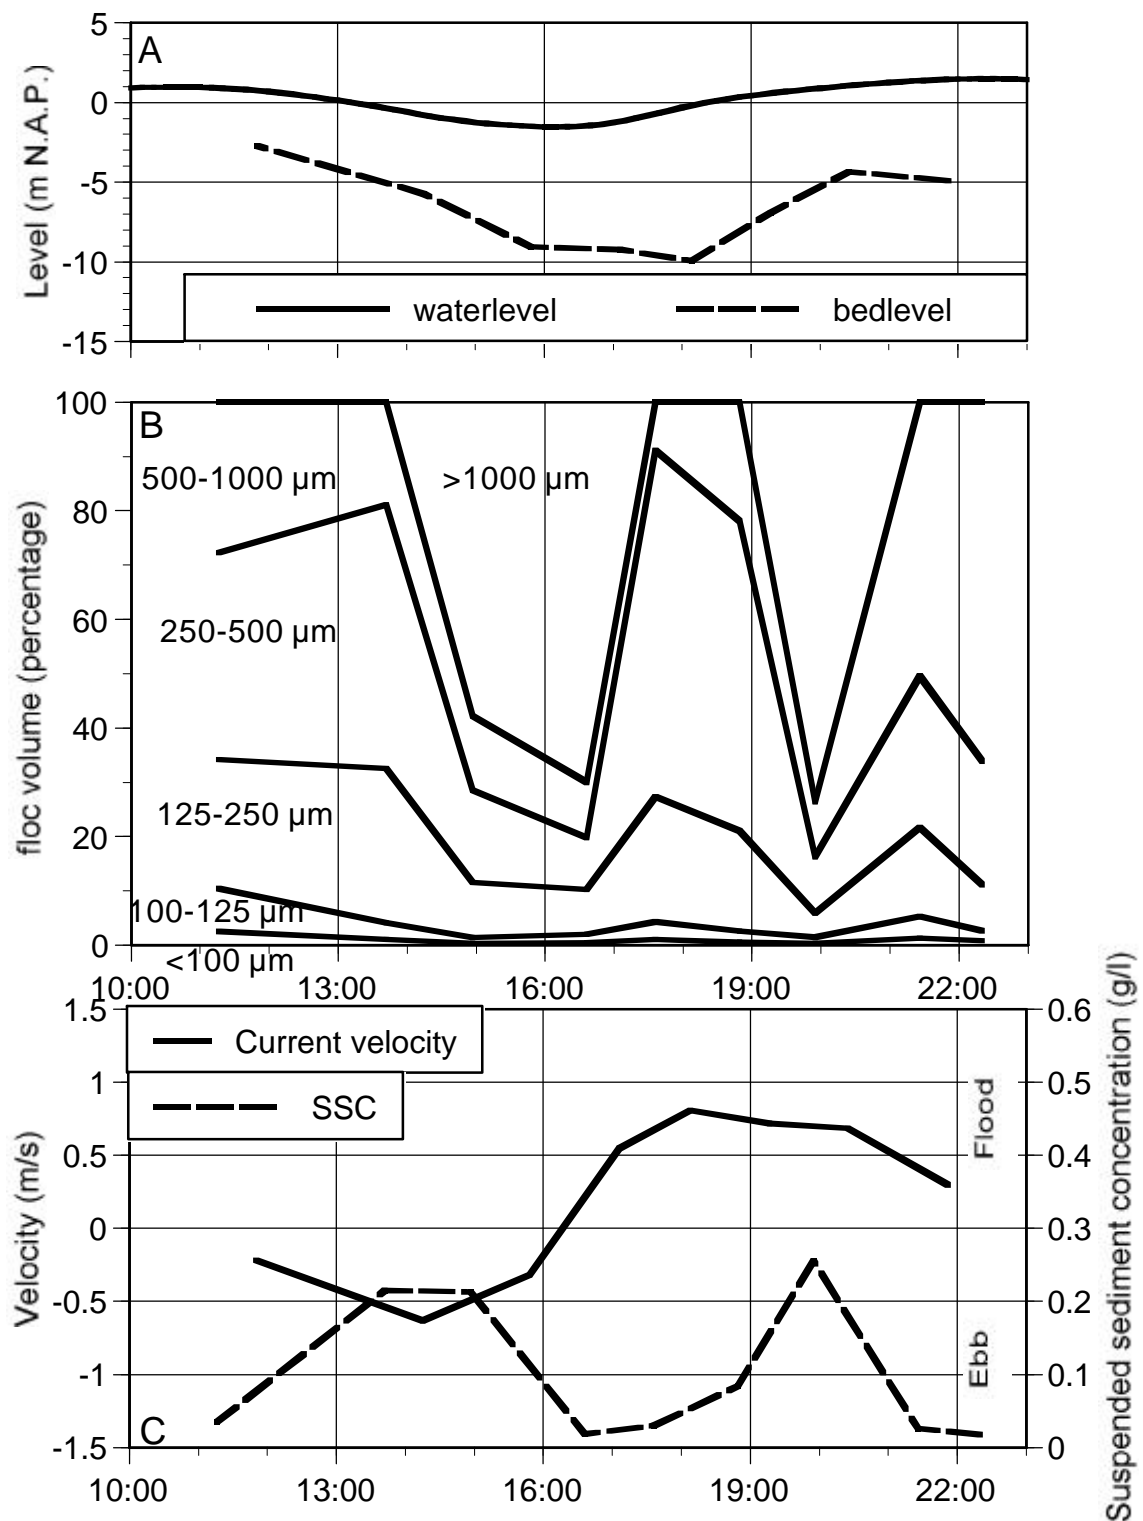 5
A
0
-5
-10
-15
Level (m N.A.P.)
waterlevel
bedlevel
100
B
500-1000 µm
>1000 µm
80
60
250-500 µm
40
125-250 µm
20
100-125 µm
0
<100 µm
floc volume (percentage)
10:00 13:00 16:00 19:00 22:00
1.5
0.6
Current velocity
1
0.5
SSC
Flood
0.5
0.4
0
0.3
-0.5
0.2
Ebb
-1
0.1
C
-1.5
0
Velocity (m/s)
Suspended sediment concentration (g/l)
10:00 13:00 16:00 19:00 22:00